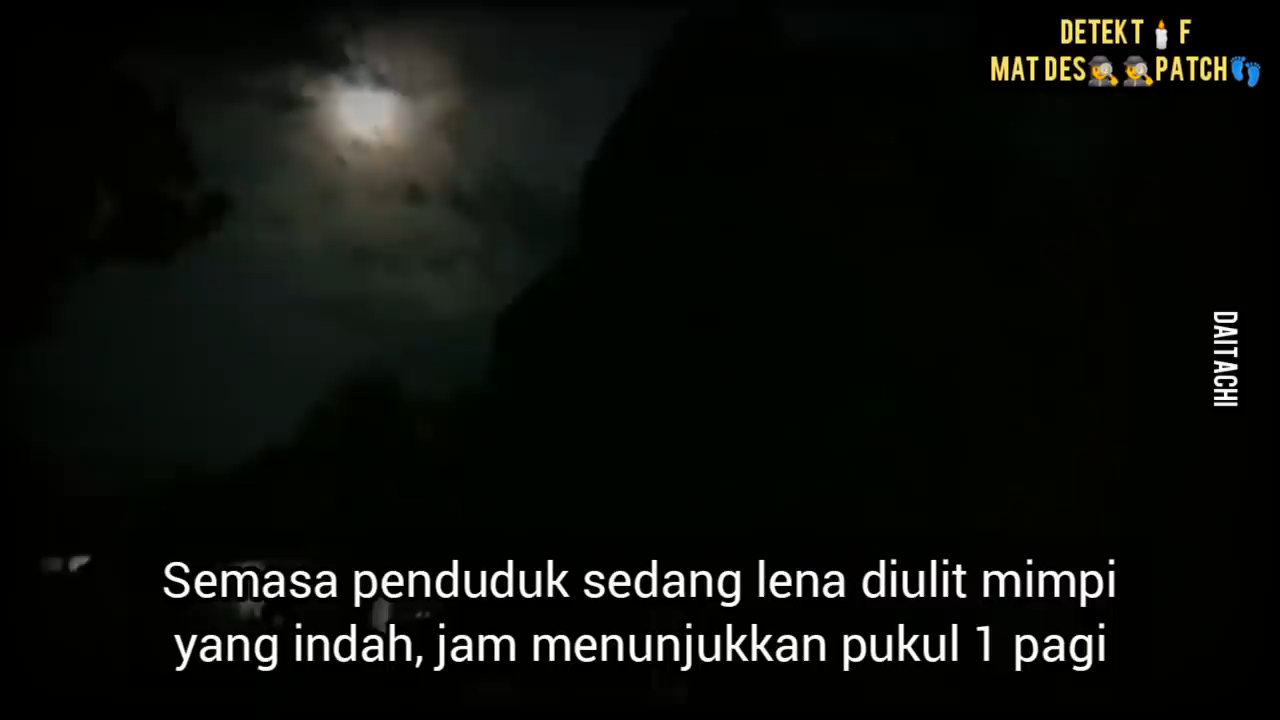 DETEKT🕯️F
MAT DES🕵️🕵️PATCH👣
DAITACHI
Semasa penduduk sedang lena diulit mimpi
yang indah, jam menunjukkan pukul 1 pagi